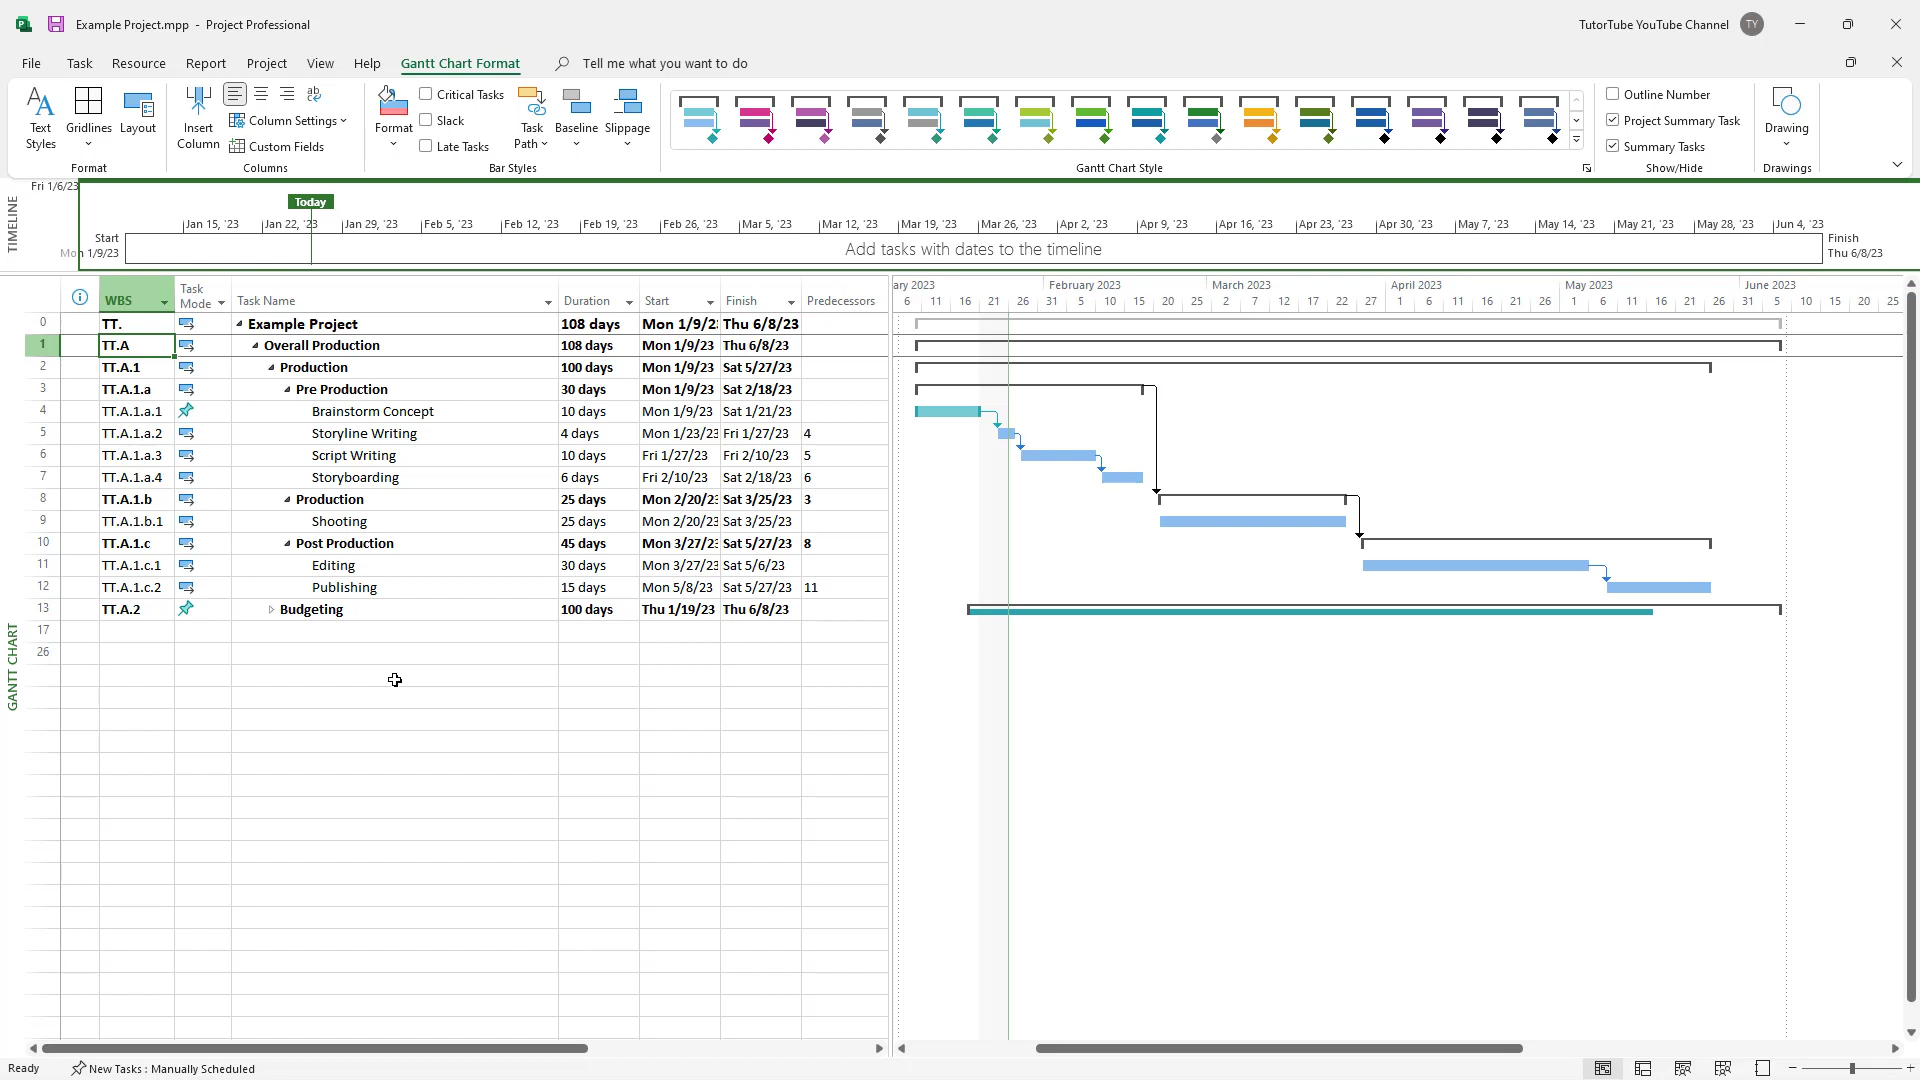 Example Project.mpp - Project Professional
TutorTube YouTube Channel TY
File Task Resource Report Project View Help Gantt Chart Format Tell me what you want to do
Text Styles Gridlines Layout
Format
Insert Column ab Column Settings Custom Fields
Columns
Format Critical Tasks Slack Late Tasks Task Path Baseline Slippage
Bar Styles
Gantt Chart Style
Outline Number
Project Summary Task
Summary Tasks
Show/Hide
Drawing
Drawings
TIMELINE
Fri 1/6/23
Today
Jan 15, '23 Jan 22, '23 Jan 29, '23 Feb 5, '23 Feb 12, '23 Feb 19, '23 Feb 26, '23 Mar 5, '23 Mar 12, '23 Mar 19, '23 Mar 26, '23 Apr 2, '23 Apr 9, '23 Apr 16, '23 Apr 23, '23 Apr 30, '23 May 7, '23 May 14, '23 May 21, '23 May 28, '23 Jun 4, '23
Start
Mon 1/9/23
Add tasks with dates to the timeline
Finish
Thu 6/8/23
GANTT CHART
WBS Task Mode Task Name Duration Start Finish Predecessors
0 TT. Example Project 108 days Mon 1/9/23 Thu 6/8/23
1 TT.A Overall Production 108 days Mon 1/9/23 Thu 6/8/23
2 TT.A.1 Production 100 days Mon 1/9/23 Sat 5/27/23
3 TT.A.1.a Pre Production 30 days Mon 1/9/23 Sat 2/18/23
4 TT.A.1.a.1 Brainstorm Concept 10 days Mon 1/9/23 Sat 1/21/23
5 TT.A.1.a.2 Storyline Writing 4 days Mon 1/23/23 Fri 1/27/23 4
6 TT.A.1.a.3 Script Writing 10 days Fri 1/27/23 Fri 2/10/23 5
7 TT.A.1.a.4 Storyboarding 6 days Fri 2/10/23 Sat 2/18/23 6
8 TT.A.1.b Production 25 days Mon 2/20/23 Sat 3/25/23 3
9 TT.A.1.b.1 Shooting 25 days Mon 2/20/23 Sat 3/25/23
10 TT.A.1.c Post Production 45 days Mon 3/27/23 Sat 5/27/23 8
11 TT.A.1.c.1 Editing 30 days Mon 3/27/23 Sat 5/6/23
12 TT.A.1.c.2 Publishing 15 days Mon 5/8/23 Sat 5/27/23 11
13 TT.A.2 Budgeting 100 days Thu 1/19/23 Thu 6/8/23
17
26
ary 2023 February 2023 March 2023 April 2023 May 2023 June 2023
6 11 16 21 26 31 5 10 15 20 25 2 7 12 17 22 27 1 6 11 16 21 26 1 6 11 16 21 26 31 5 10 15 20 25
Ready New Tasks : Manually Scheduled